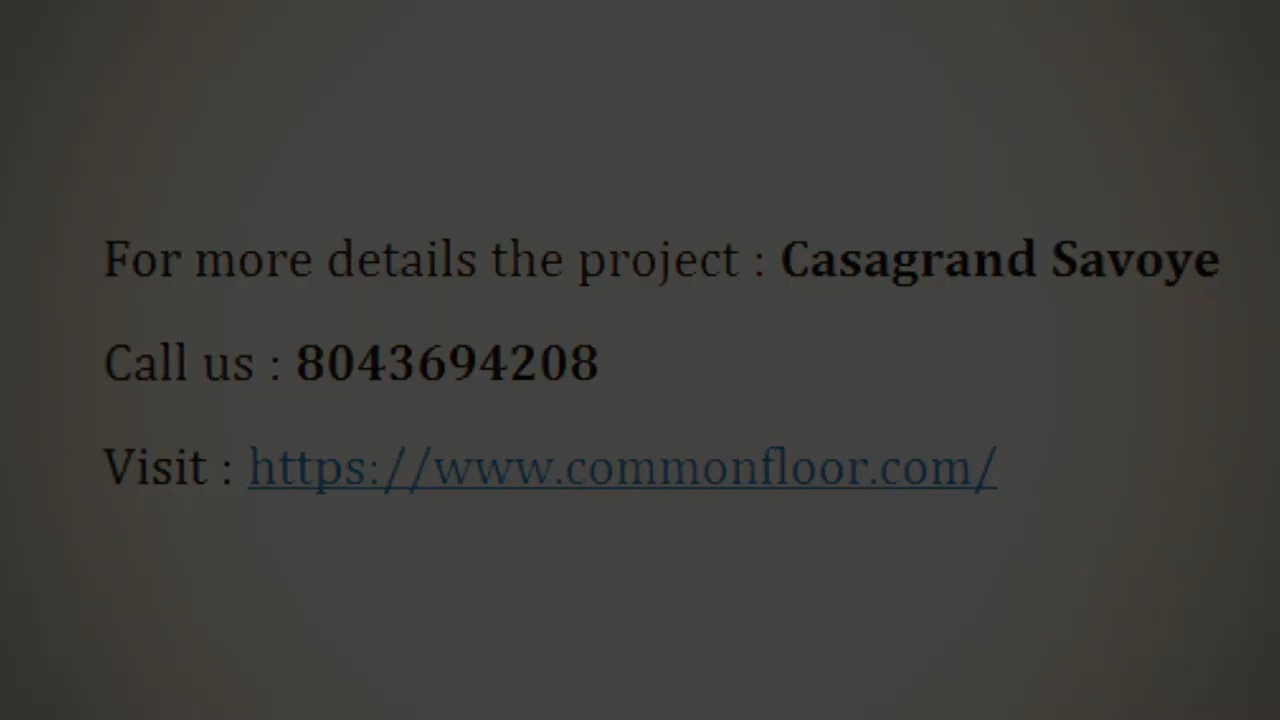 For more details the project : Casagrand Savoye
Call us : 8043694208
Visit : https://www.commonfloor.com/